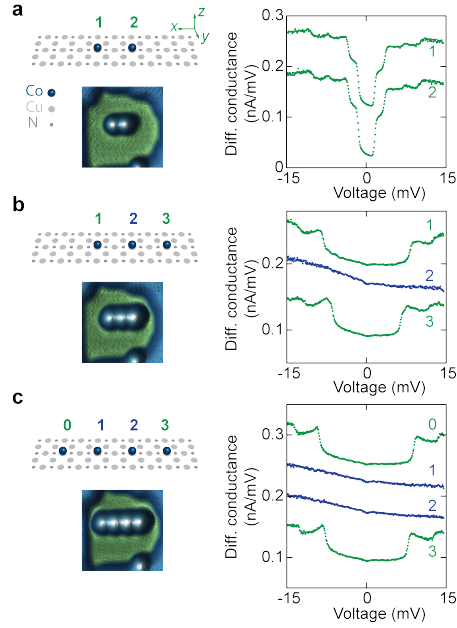 a
1 2
z
x
y
Co
Cu
N
Diff. conductance
(nA/mV)
0.3
0.2
0.1
0
1
2
-15 0 15
Voltage (mV)
b
1 2 3
Diff. conductance
(nA/mV)
0.2
0.1
1
2
3
-15 0 15
Voltage (mV)
c
0 1 2 3
Diff. conductance
(nA/mV)
0.3
0.2
0.1
0
1
2
3
-15 0 15
Voltage (mV)